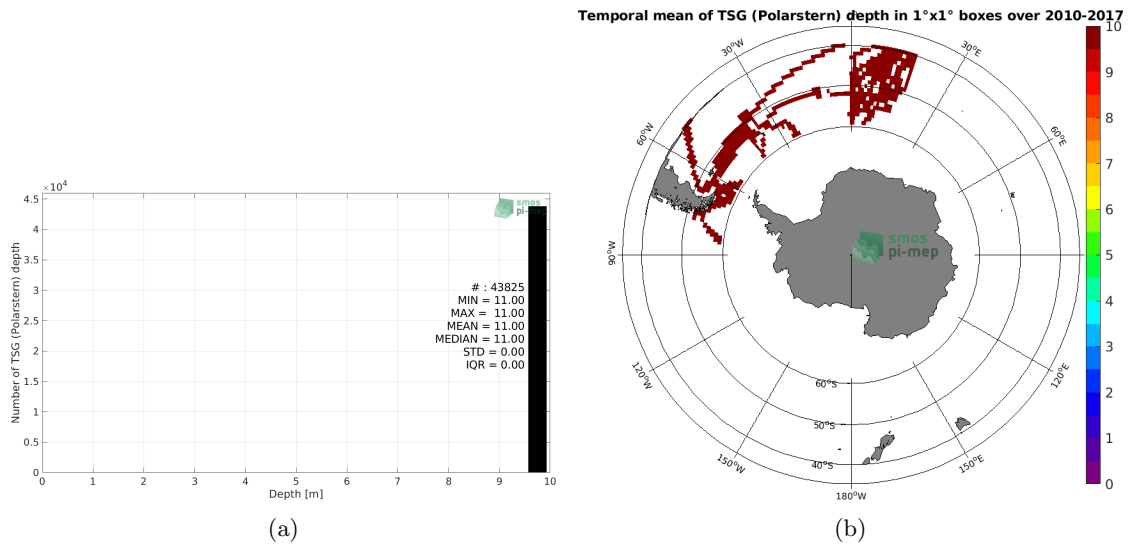 Temporal mean of TSG (Polarstern) depth in 1°x1° boxes over 2010-2017
×10⁴
4.5
4
3.5
3
2.5
2
1.5
1
0.5
0
Number of TSG (Polarstern) depth
smos
pi-mep
# : 43825
MIN = 11.00
MAX = 11.00
MEAN = 11.00
MEDIAN = 11.00
STD = 0.00
IQR = 0.00
0 1 2 3 4 5 6 7 8 9 10
Depth [m]
(a)
30°W
30°E
60°W
60°E
90°W
120°W
120°E
150°W
150°E
180°W
60°S
50°S
40°S
smos
pi-mep
10
9
8
7
6
5
4
3
2
1
0
(b)